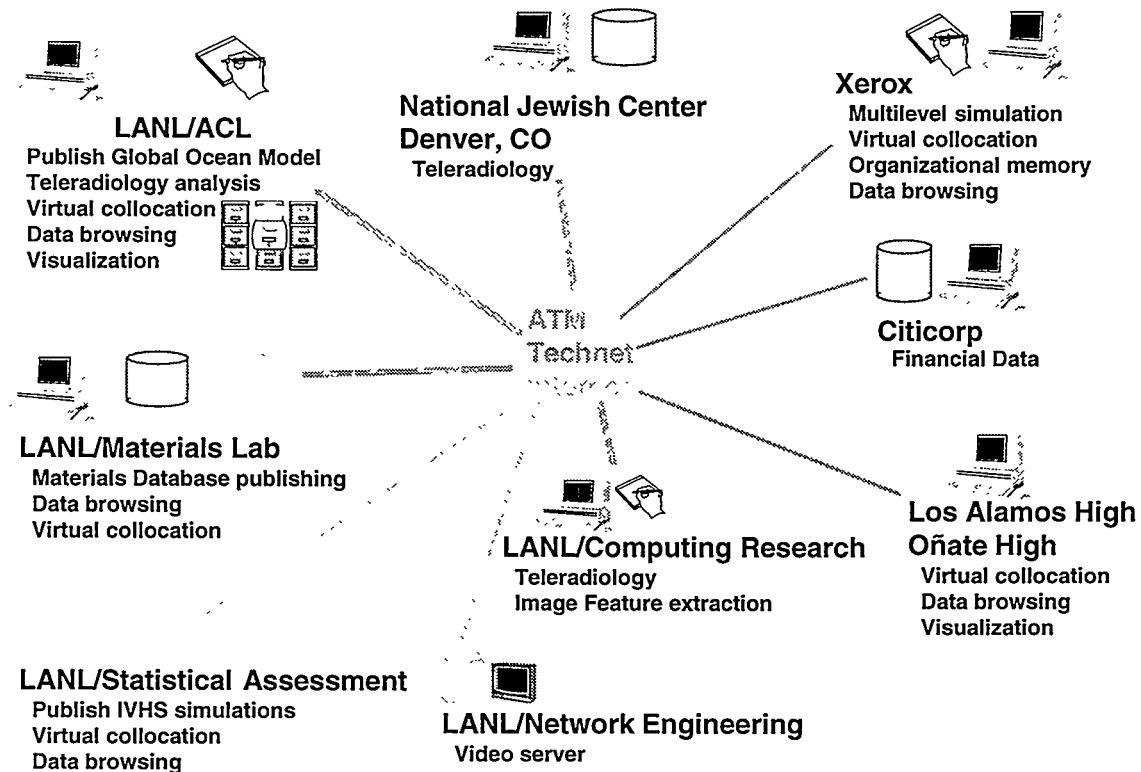 LANL/ACL
Publish Global Ocean Model
Teleradiology analysis
Virtual collocation
Data browsing
Visualization
National Jewish Center
Denver, CO
Teleradiology
Xerox
Multilevel simulation
Virtual collocation
Organizational memory
Data browsing
ATM
Technet
Citicorp
Financial Data
LANL/Materials Lab
Materials Database publishing
Data browsing
Virtual collocation
LANL/Computing Research
Teleradiology
Image Feature extraction
Los Alamos High
Oñate High
Virtual collocation
Data browsing
Visualization
LANL/Statistical Assessment
Publish IVHS simulations
Virtual collocation
Data browsing
LANL/Network Engineering
Video server